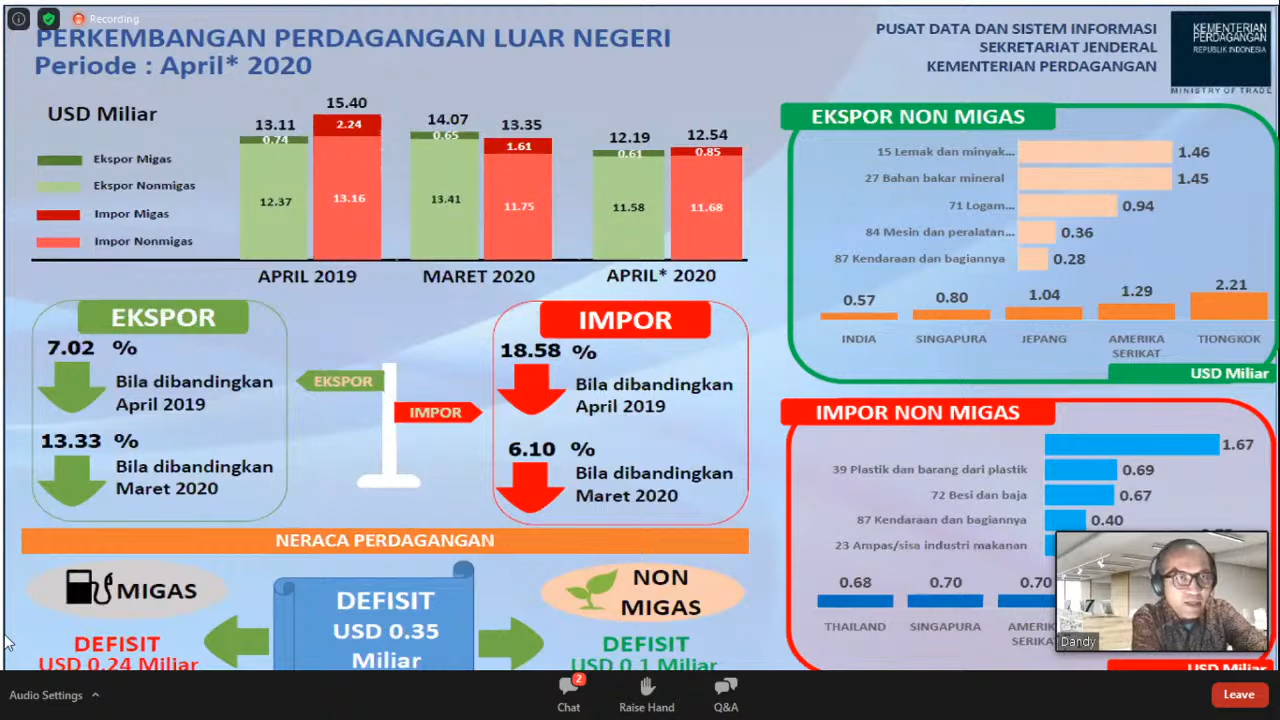 Recording
PERKEMBANGAN PERDAGANGAN LUAR NEGERI
Periode : April* 2020
PUSAT DATA DAN SISTEM INFORMASI
SEKRETARIAT JENDERAL
KEMENTERIAN PERDAGANGAN
KEMENTERIAN
PERDAGANGAN
REPUBLIK INDONESIA
MINISTRY OF TRADE
USD Miliar
Ekspor Migas
Ekspor Nonmigas
Impor Migas
Impor Nonmigas
13.11
0.74
12.37
15.40
2.24
13.16
14.07
0.65
13.41
13.35
1.61
11.75
12.19
0.61
11.58
12.54
0.85
11.68
APRIL 2019
MARET 2020
APRIL* 2020
EKSPOR
7.02 %
Bila dibandingkan
April 2019
13.33 %
Bila dibandingkan
Maret 2020
EKSPOR
IMPOR
IMPOR
18.58 %
Bila dibandingkan
April 2019
6.10 %
Bila dibandingkan
Maret 2020
NERACA PERDAGANGAN
MIGAS
DEFISIT
USD 0.24 Miliar
DEFISIT
USD 0.35
Miliar
NON
MIGAS
DEFISIT
USD 0.1 Miliar
EKSPOR NON MIGAS
15 Lemak dan minyak... 1.46
27 Bahan bakar mineral 1.45
71 Logam... 0.94
84 Mesin dan peralatan... 0.36
87 Kendaraan dan bagiannya 0.28
0.57 0.80 1.04 1.29 2.21
INDIA SINGAPURA JEPANG AMERIKA SERIKAT TIONGKOK
USD Miliar
IMPOR NON MIGAS
1.67
39 Plastik dan barang dari plastik 0.69
72 Besi dan baja 0.67
87 Kendaraan dan bagiannya 0.40
23 Ampas/sisa industri makanan
0.68 0.70 0.70
THAILAND SINGAPURA
USD Miliar
Dandy
Audio Settings
2
Chat
Raise Hand
Q&A
Leave